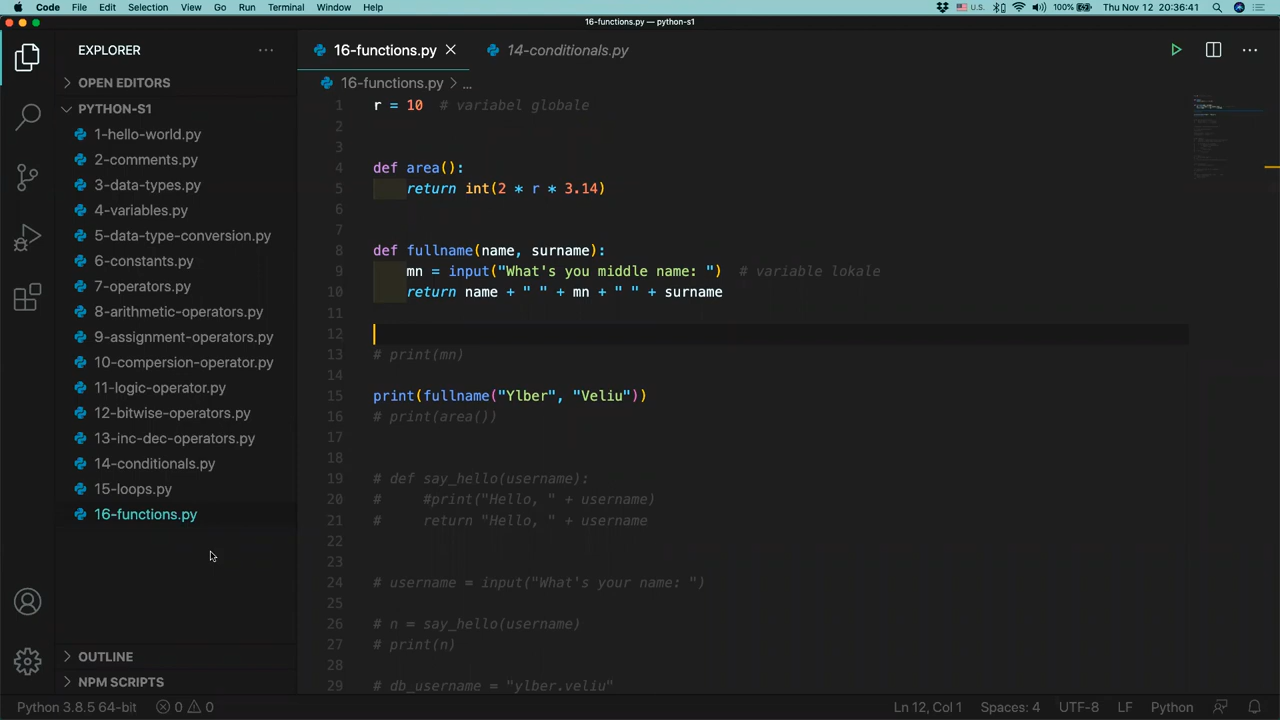 Code File Edit Selection View Go Run Terminal Window Help U.S. 100% Thu Nov 12 20:36:41
16-functions.py — python-s1
EXPLORER
OPEN EDITORS
PYTHON-S1
1-hello-world.py
2-comments.py
3-data-types.py
4-variables.py
5-data-type-conversion.py
6-constants.py
7-operators.py
8-arithmetic-operators.py
9-assignment-operators.py
10-compersion-operator.py
11-logic-operator.py
12-bitwise-operators.py
13-inc-dec-operators.py
14-conditionals.py
15-loops.py
16-functions.py
OUTLINE
NPM SCRIPTS
16-functions.py 14-conditionals.py
16-functions.py > ...
1 r = 10 # variabel globale
2
3
4 def area():
5 return int(2 * r * 3.14)
6
7
8 def fullname(name, surname):
9 mn = input("What's you middle name: ") # variable lokale
10 return name + " " + mn + " " + surname
11
12
13 # print(mn)
14
15 print(fullname("Ylber", "Veliu"))
16 # print(area())
17
18
19 # def say_hello(username):
20 # #print("Hello, " + username)
21 # return "Hello, " + username
22
23
24 # username = input("What's your name: ")
25
26 # n = say_hello(username)
27 # print(n)
28
29 # db_username = "ylber.veliu"
Python 3.8.5 64-bit 0 0 Ln 12, Col 1 Spaces: 4 UTF-8 LF Python